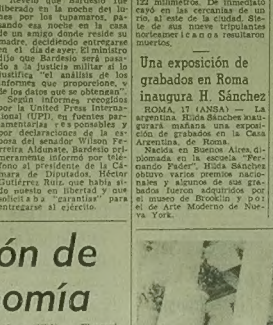 Reveló que Bardesio fue
liberado en la noche del lu-
nes por los tupamaros, pa-
sando esa noche en la casa
de un amigo donde reside su
madre, decidiendo entregarse
en el día de ayer. El ministro
dijo que Bardesio será pasa-
do a la justicia militar si lo
justifica "el análisis de los
informes que proporcione, y
de los datos que se obtengan".
Según informes recogidos
por la United Press Interna-
tional (UPI), de fuentes par-
lamentarias responsables y
por declaraciones de la es-
posa del senador Wilson Fe-
rreira Aldunate, Bardesio pri-
meramente informó por telé-
fono al presidente de la Cá-
mara de Diputados, Héctor
Gutiérrez Ruiz, que había si-
do puesto en libertad y que
solicitaba "garantías" para
entregarse al ejército.
ón de
omía
122 milímetros. De inmediato
cayó en las cercanías de un
río, al este de la ciudad. Sie-
te de sus nueve tripulantes
norteamericanos resultaron
muertos.
Una exposición de
grabados en Roma
inaugura H. Sánchez
ROMA, 17 (ANSA) — La
argentina Hilda Sánchez inau-
gurará mañana una exposi-
ción de grabados en la Casa
Argentina, de Roma.
Nacida en Buenos Aires, di-
plomada en la escuela "Fer-
nando Fader", Hilda Sánchez
obtuvo varios premios nacio-
nales y algunos de sus gra-
bados fueron adquiridos por
el museo de Brooklin y por
el de Arte Moderno de Nue-
va York.